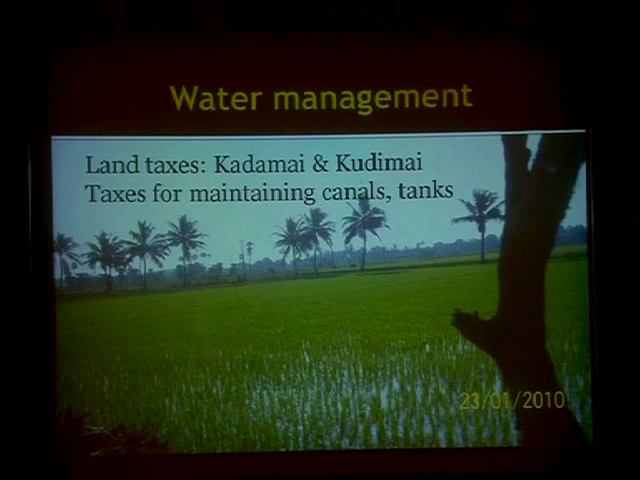 Water management
Land taxes: Kadamai & Kudimai
Taxes for maintaining canals, tanks
23/01/2010